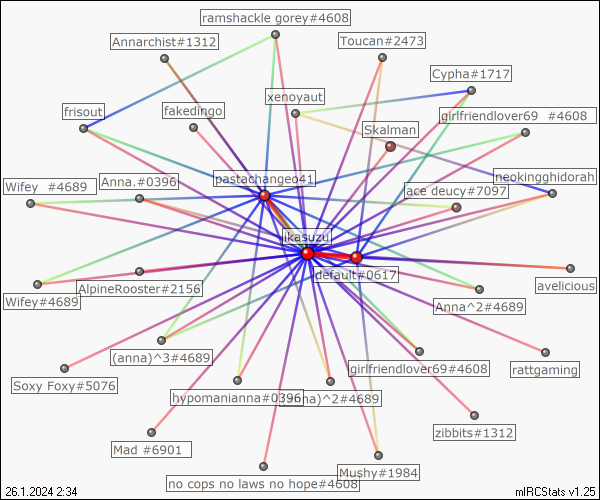 ramshackle gorey#4608
Annarchist#1312
Toucan#2473
Cypha#1717
xenoyaut
frisout
fakedingo
girlfriendlover69 #4608
Skalman
pastachangeo41
neokingghidorah
Wifey #4689
Anna.#0396
ace deucy#7097
ikasuzu
default#0617
AlpineRooster#2156
avelicious
Wifey#4689
Anna^2#4689
(anna)^3#4689
girlfriendlover69#4608
rattgaming
Soxy Foxy#5076
hypomanianna#0396
)^2#4689
zibbits#1312
Mad #6901
Mushy#1984
no cops no laws no hope#4608
26.1.2024 2:34
mIRCStats v1.25